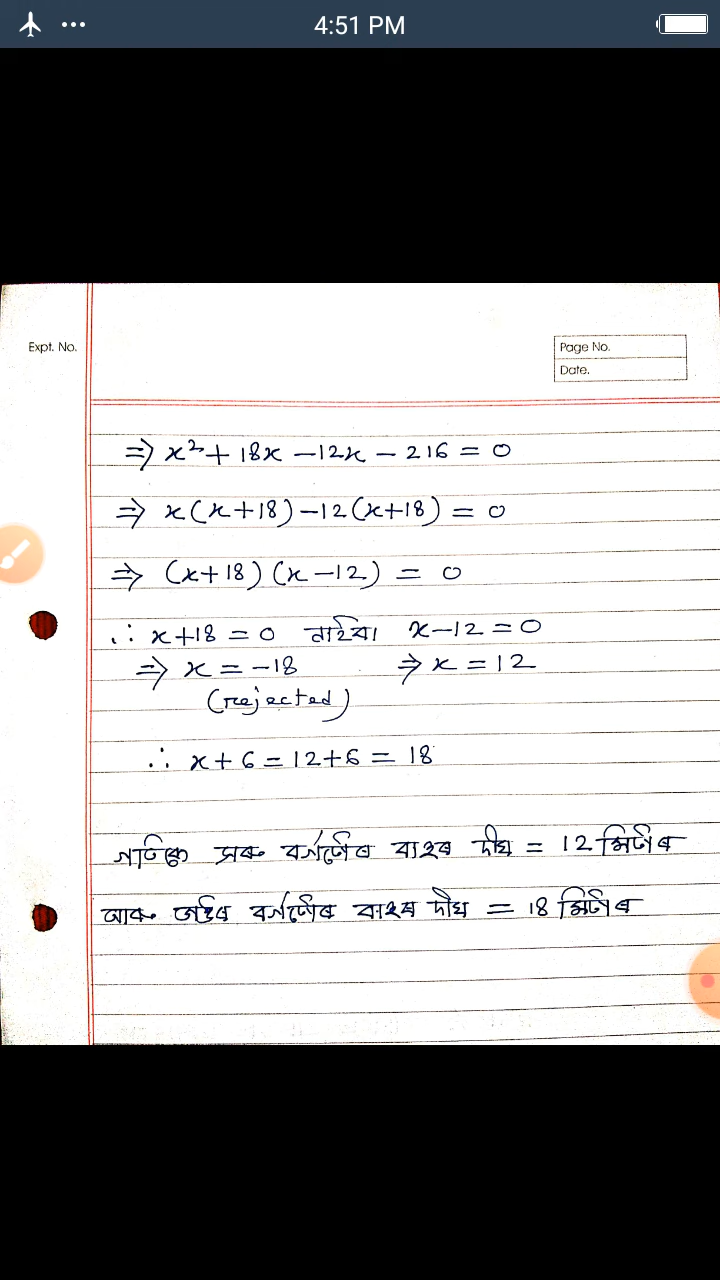 4:51 PM
Expt. No.
Page No.
Date.
⇒ x² + 18x - 12x - 216 = 0
⇒ x(x+18) - 12(x+18) = 0
⇒ (x+18)(x-12) = 0
∴ x+18 = 0 নাইবা x-12 = 0
⇒ x = -18 ⇒ x = 12
(rejected)
∴ x + 6 = 12+6 = 18
সৰু বৰ্গটোৰ বাহুৰ দীঘ = 12 মিটাৰ
আৰু বৰ্গটোৰ বাহুৰ দীঘ = 18 মিটাৰ